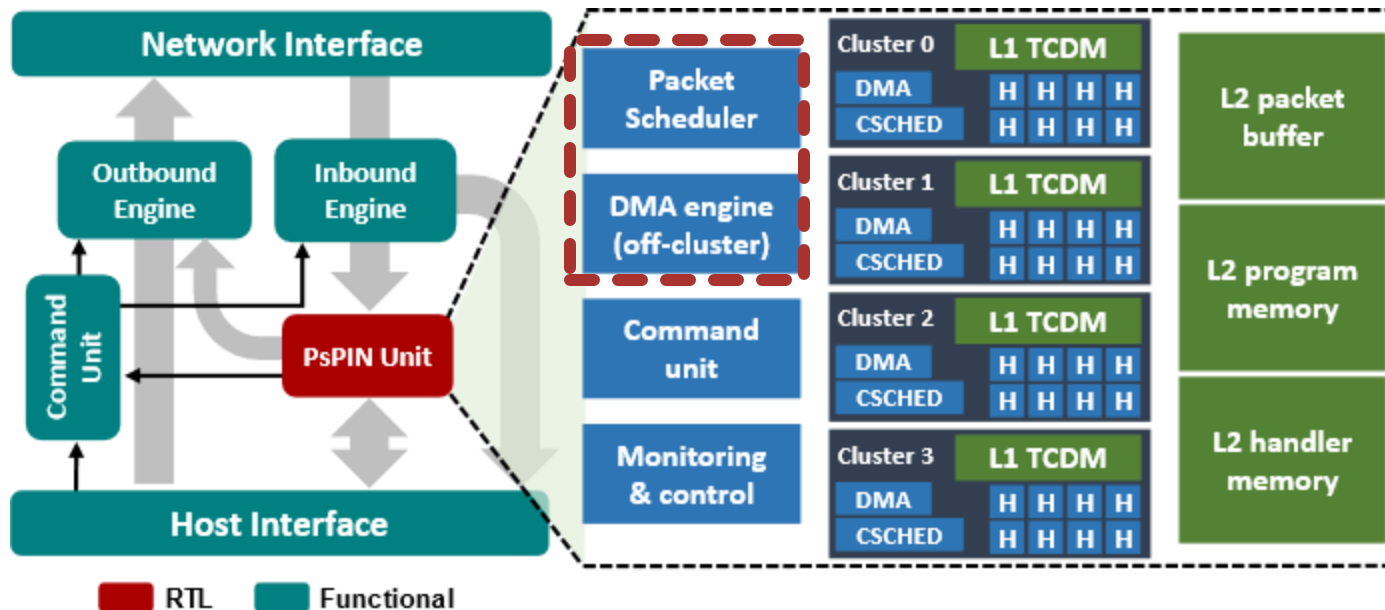 Network Interface
Outbound
Engine
Inbound
Engine
Command
Unit
PsPIN Unit
Host Interface
RTL
Functional
Packet
Scheduler
DMA engine
(off-cluster)
Command
unit
Monitoring
& control
Cluster 0
L1 TCDM
DMA
H H H H
CSCHED
H H H H
Cluster 1
L1 TCDM
DMA
H H H H
CSCHED
H H H H
Cluster 2
L1 TCDM
DMA
H H H H
CSCHED
H H H H
Cluster 3
L1 TCDM
DMA
H H H H
CSCHED
H H H H
L2 packet
buffer
L2 program
memory
L2 handler
memory